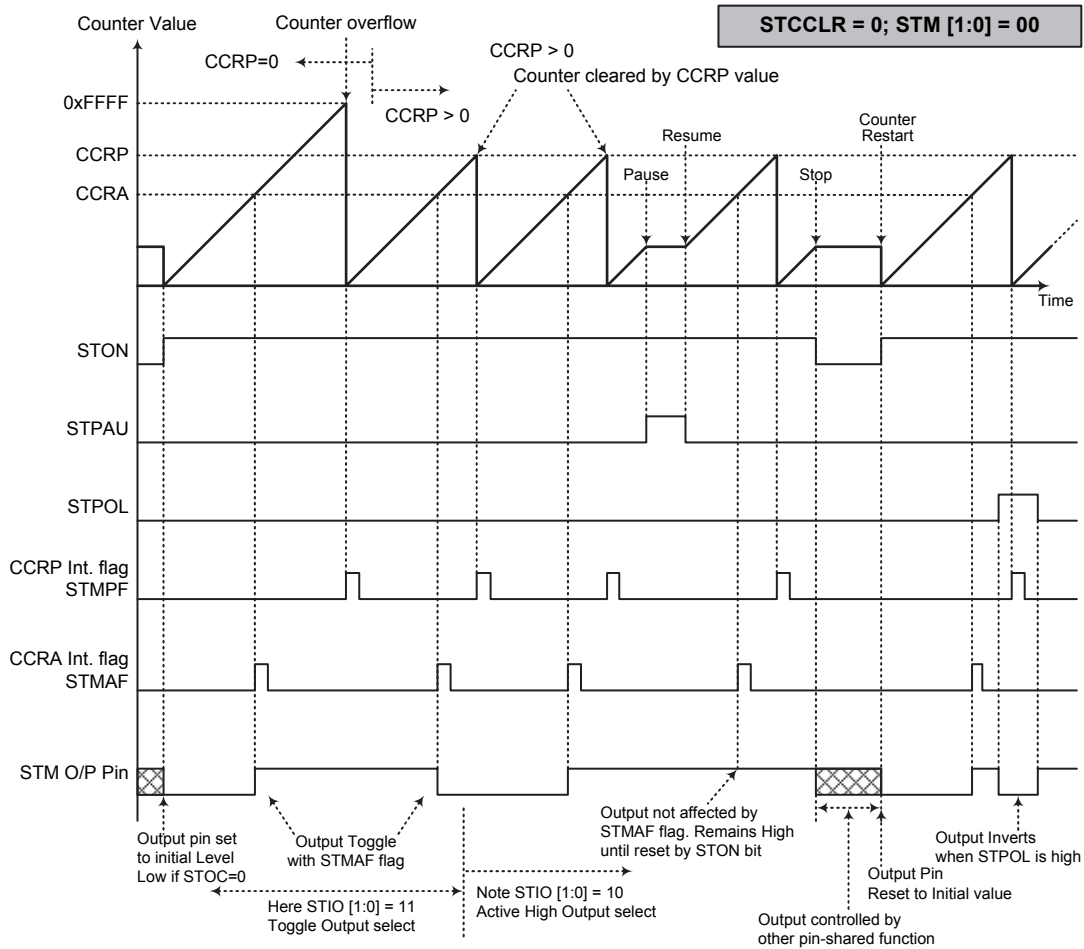 STCCLR = 0; STM [1:0] = 00
Counter Value
Counter overflow
CCRP=0
CCRP > 0
CCRP > 0
Counter cleared by CCRP value
0xFFFF
CCRP
CCRA
Pause
Resume
Stop
Counter
Restart
Time
STON
STPAU
STPOL
CCRP Int. flag
STMPF
CCRA Int. flag
STMAF
STM O/P Pin
Output pin set
to initial Level
Low if STOC=0
Output Toggle
with STMAF flag
Here STIO [1:0] = 11
Toggle Output select
Note STIO [1:0] = 10
Active High Output select
Output not affected by
STMAF flag. Remains High
until reset by STON bit
Output controlled by
other pin-shared function
Output Pin
Reset to Initial value
Output Inverts
when STPOL is high